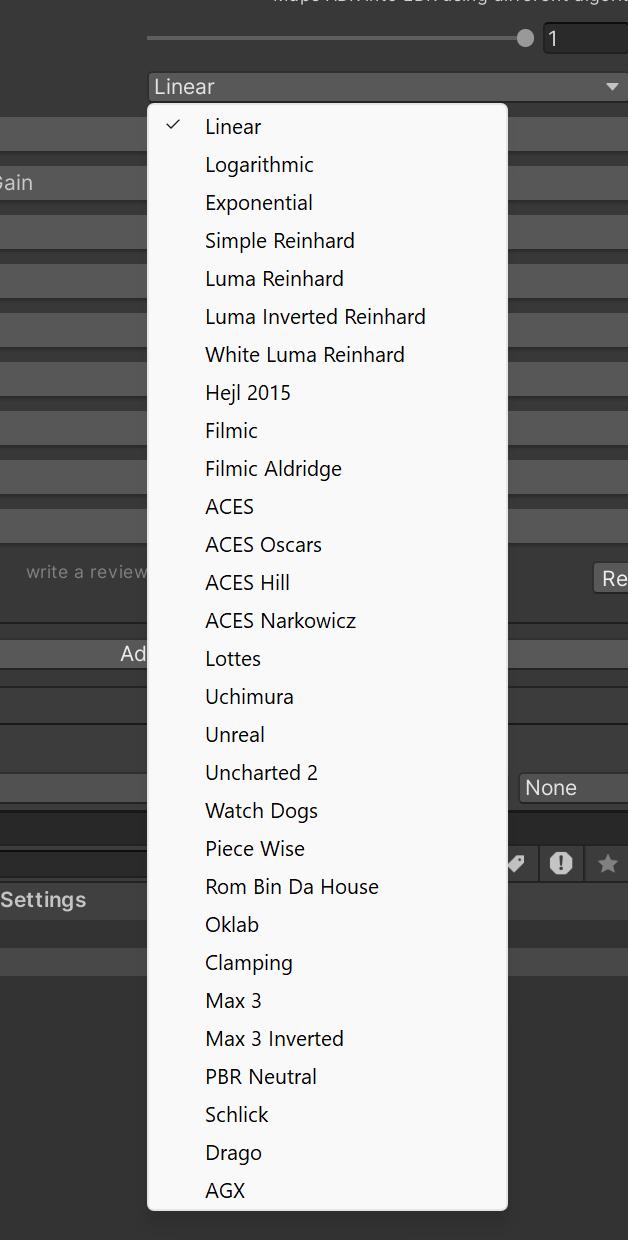 1
Linear
Linear
Logarithmic
Gain
Exponential
Simple Reinhard
Luma Reinhard
Luma Inverted Reinhard
White Luma Reinhard
Hejl 2015
Filmic
Filmic Aldridge
ACES
ACES Oscars
write a review
ACES Hill
Re
ACES Narkowicz
Ad
Lottes
Uchimura
Unreal
Uncharted 2
None
Watch Dogs
Piece Wise
Rom Bin Da House
Settings
Oklab
Clamping
Max 3
Max 3 Inverted
PBR Neutral
Schlick
Drago
AGX